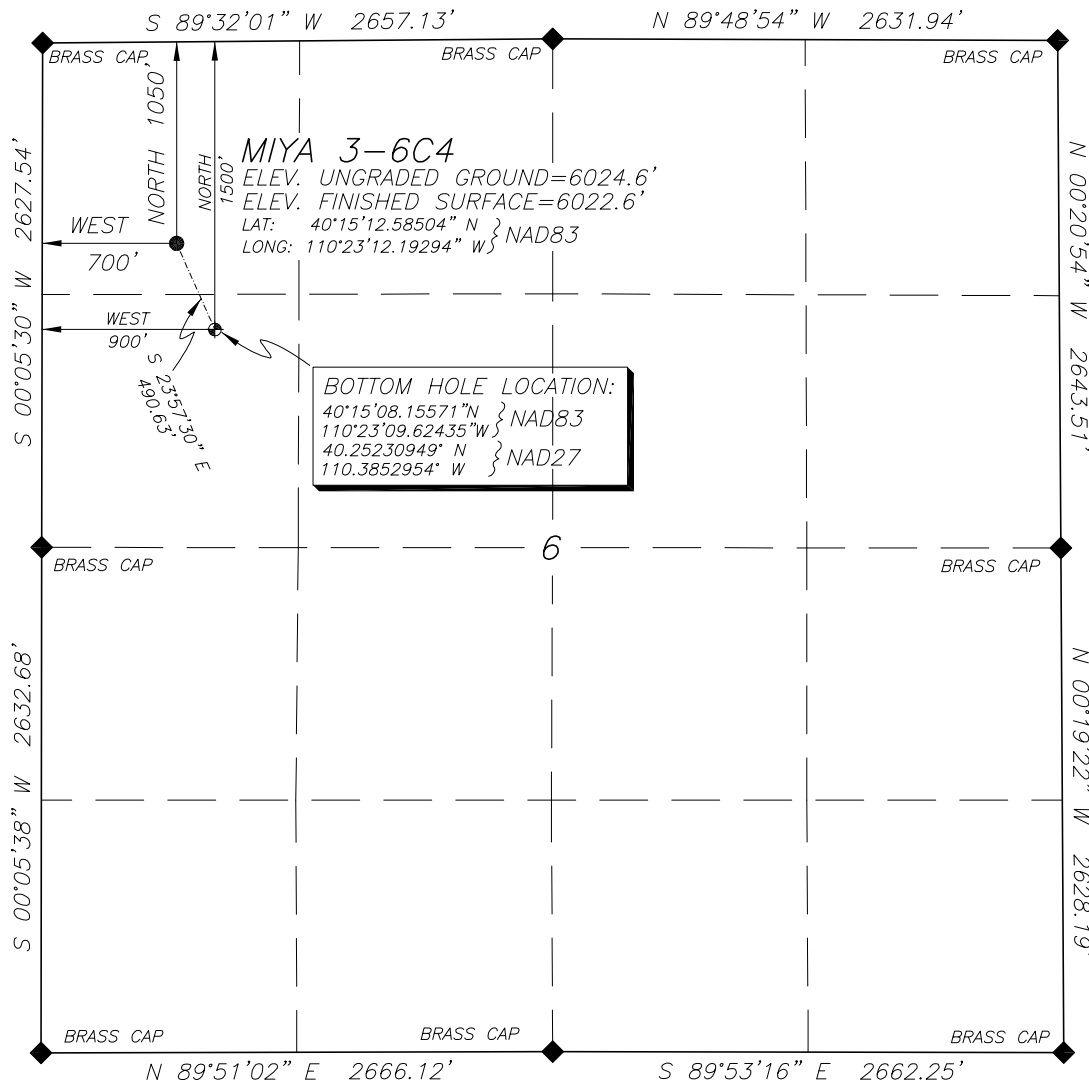 S 89°32'01" W 2657.13'
N 89°48'54" W 2631.94'
BRASS CAP
BRASS CAP
BRASS CAP
NORTH 1050'
NORTH
1500'
MIYA 3-6C4
ELEV. UNGRADED GROUND=6024.6'
ELEV. FINISHED SURFACE=6022.6'
LAT: 40°15'12.58504" N
LONG: 110°23'12.19294" W } NAD83
S 00°05'30" W 2627.54'
N 00°20'54" W 2643.51'
WEST
700'
WEST
900'
S 23°57'30" E
490.63'
BOTTOM HOLE LOCATION:
40°15'08.15571"N
110°23'09.62435"W } NAD83
40.25230949° N
110.3852954° W } NAD27
6
BRASS CAP
BRASS CAP
S 00°05'38" W 2632.68'
N 00°19'22" W 2628.19'
BRASS CAP
BRASS CAP
BRASS CAP
N 89°51'02" E 2666.12'
S 89°53'16" E 2662.25'